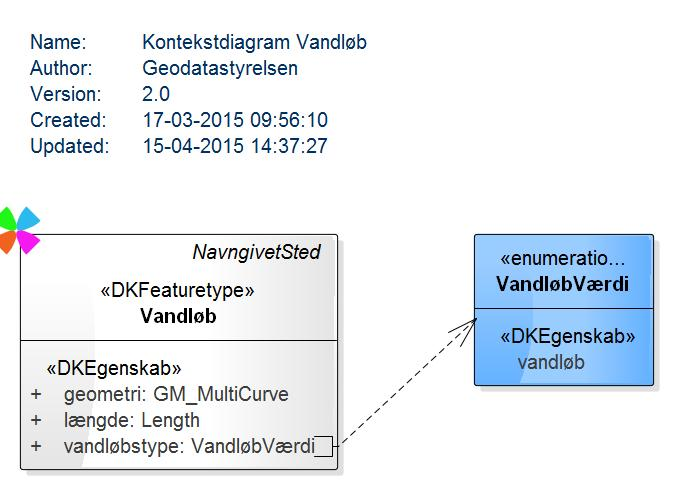 Name: Kontekstdiagram Vandløb
Author: Geodatastyrelsen
Version: 2.0
Created: 17-03-2015 09:56:10
Updated: 15-04-2015 14:37:27
NavngivetSted
«DKFeaturetype»
Vandløb
«DKEgenskab»
+ geometri: GM_MultiCurve
+ længde: Length
+ vandløbstype: VandløbVærdi
«enumeratio...
VandløbVærdi
«DKEgenskab»
vandløb